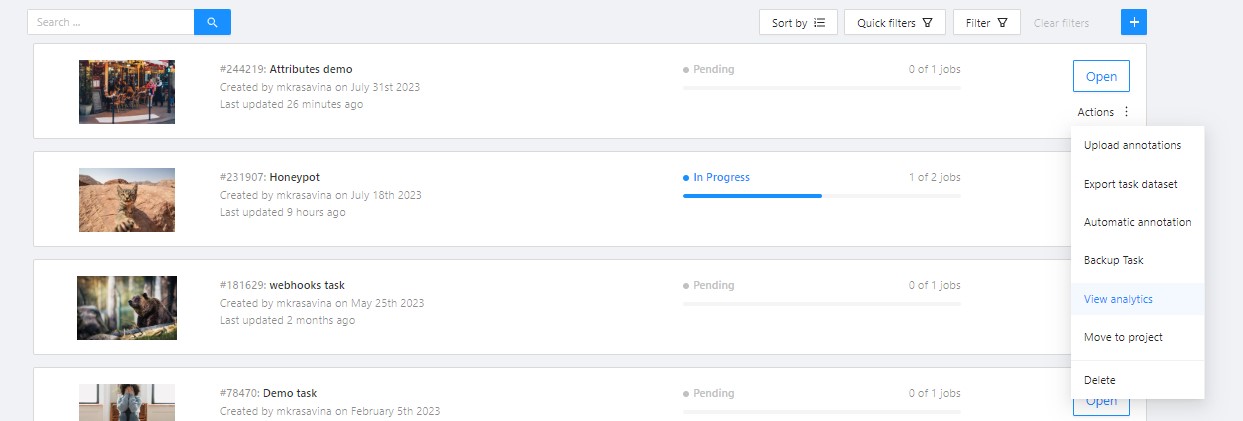 Search ...
Sort by
Quick filters
Filter
Clear filters
#244219: Attributes demo
Created by mkrasavina on July 31st 2023
Last updated 26 minutes ago
Pending
0 of 1 jobs
Open
Actions
Upload annotations
Export task dataset
Automatic annotation
Backup Task
View analytics
Move to project
Delete
#231907: Honeypot
Created by mkrasavina on July 18th 2023
Last updated 9 hours ago
In Progress
1 of 2 jobs
#181629: webhooks task
Created by mkrasavina on May 25th 2023
Last updated 2 months ago
Pending
0 of 1 jobs
#78470: Demo task
Created by mkrasavina on February 5th 2023
Pending
0 of 1 jobs
Open